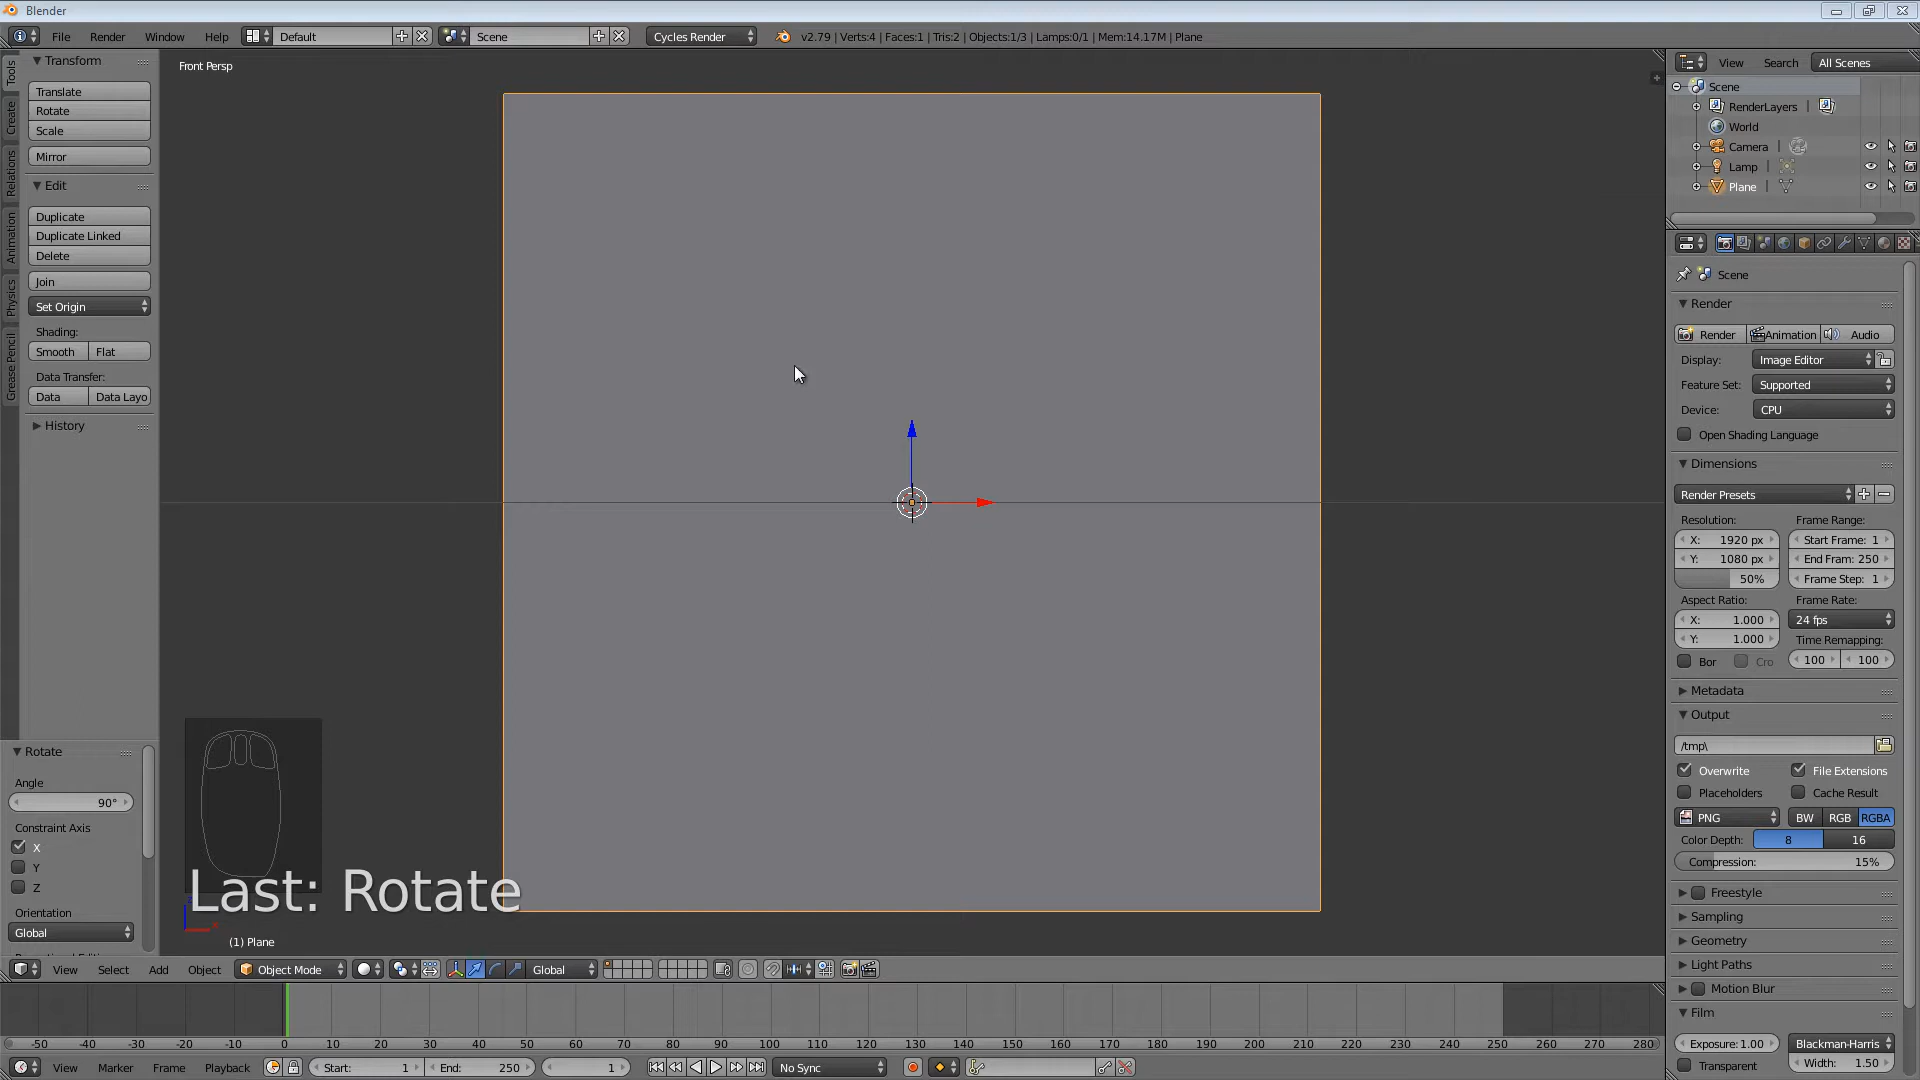 Blender
File Render Window Help Default Scene Cycles Render v2.79 | Verts:4 | Faces:1 | Tris:2 | Objects:1/3 | Lamps:0/1 | Mem:14.17M | Plane
Tools
Create
Relations
Animation
Physics
Grease Pencil
Transform
Translate
Rotate
Scale
Mirror
Edit
Duplicate
Duplicate Linked
Delete
Join
Set Origin
Shading:
Smooth Flat
Data Transfer:
Data Data Layo
History
Rotate
Angle
90°
Constraint Axis
X
Y
Z
Orientation
Global
Front Persp
Last: Rotate
(1) Plane
View Select Add Object Object Mode Global
-50 -40 -30 -20 -10 0 10 20 30 40 50 60 70 80 90 100 110 120 130 140 150 160 170 180 190 200 210 220 230 240 250 260 270 280
View Marker Frame Playback Start: 1 End: 250 1 No Sync
View Search All Scenes
Scene
RenderLayers |
World
Camera |
Lamp |
Plane |
Scene
Render
Render Animation Audio
Display: Image Editor
Feature Set: Supported
Device: CPU
Open Shading Language
Dimensions
Render Presets
Resolution: Frame Range:
X: 1920 px Start Frame: 1
Y: 1080 px End Fram: 250
50% Frame Step: 1
Aspect Ratio: Frame Rate:
X: 1.000 24 fps
Y: 1.000 Time Remapping:
Bor Cro 100 100
Metadata
Output
/tmp\
Overwrite File Extensions
Placeholders Cache Result
PNG BW RGB RGBA
Color Depth: 8 16
Compression: 15%
Freestyle
Sampling
Geometry
Light Paths
Motion Blur
Film
Exposure: 1.00 Blackman-Harris
Transparent Width: 1.50